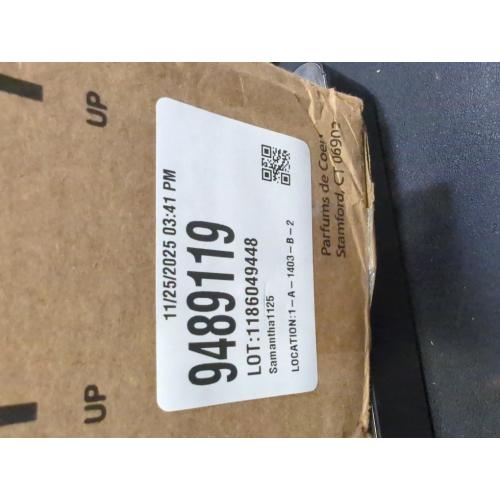 UP
UP
11/25/2025 03:41 PM
9489119
LOT:1186049448
Samantha1125
LOCATION:1-A-1403-B-2
Parfums de Coeur
Stamford, CT 06902